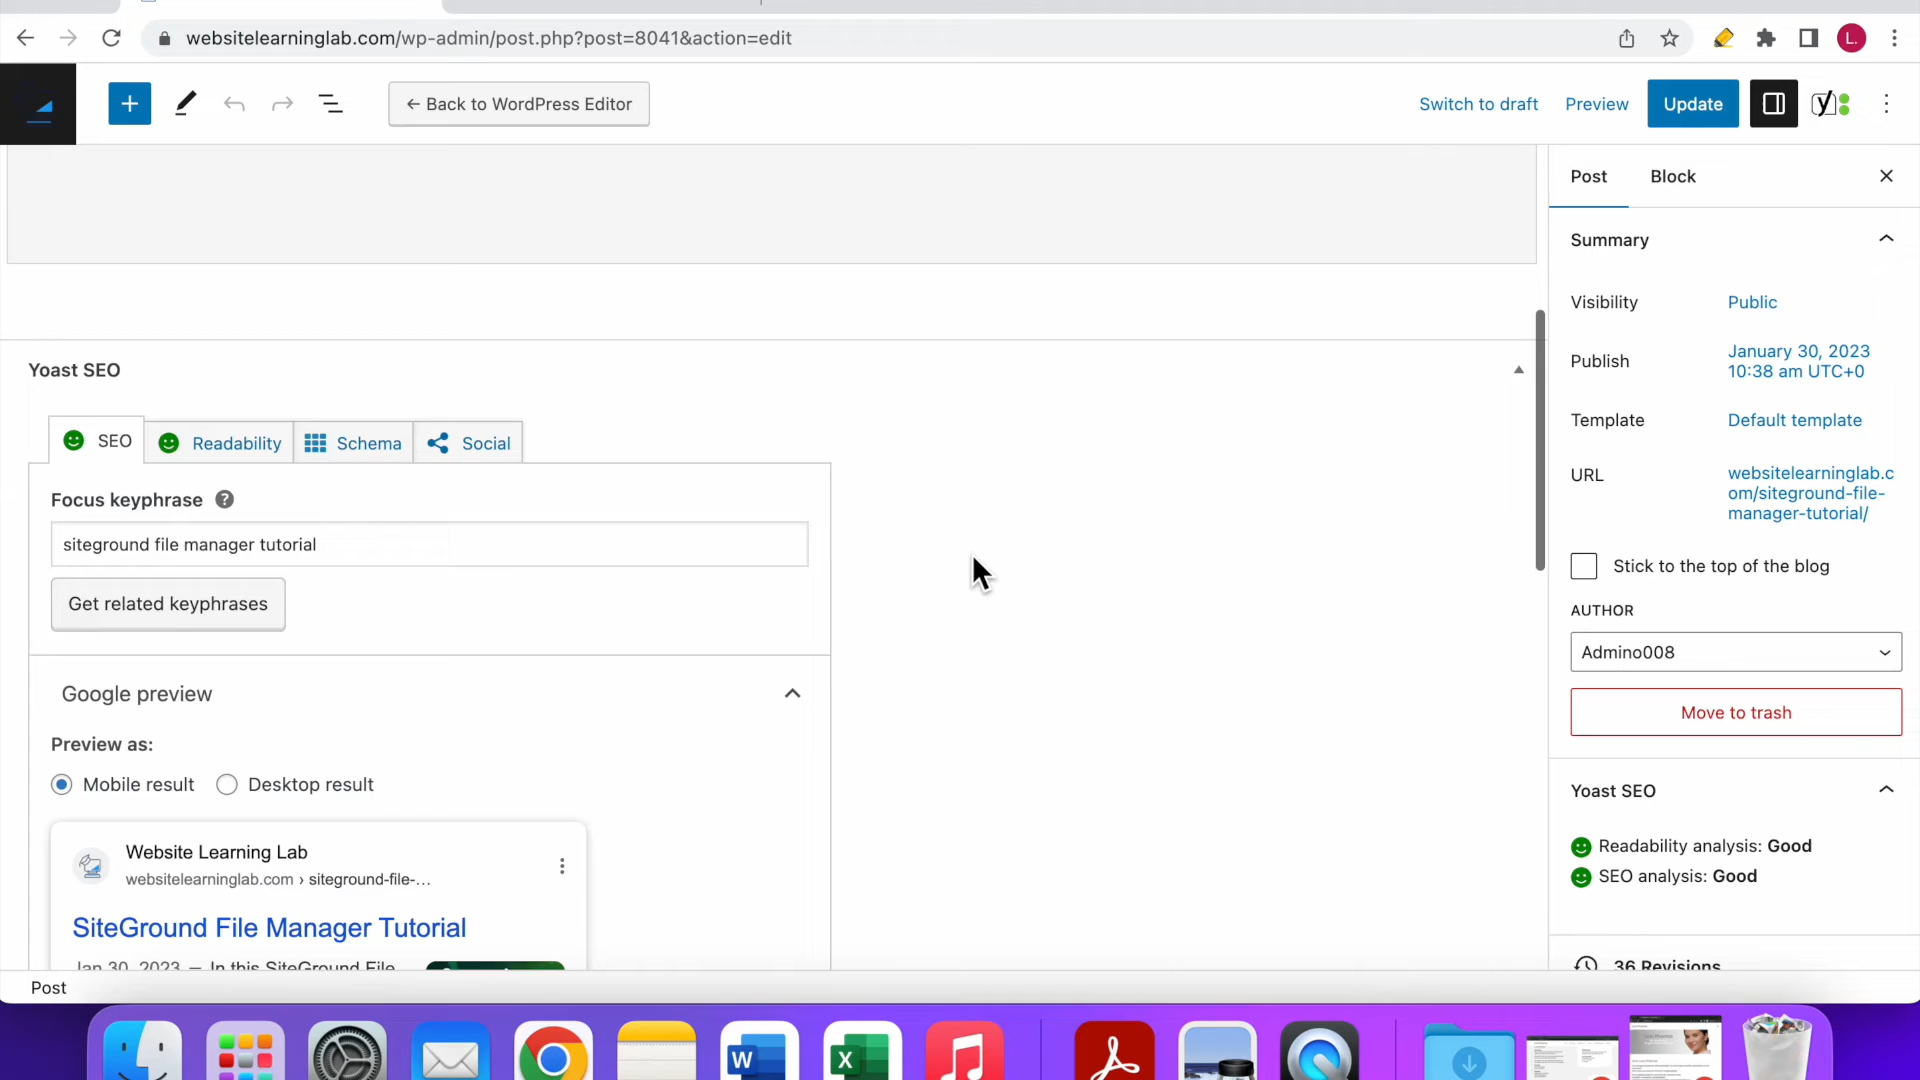 websitelearninglab.com/wp-admin/post.php?post=8041&action=edit
L.
← Back to WordPress Editor
Switch to draft
Preview
Update
Post
Block
Summary
Visibility
Public
Publish
January 30, 2023
10:38 am UTC+0
Template
Default template
URL
websitelearninglab.c
om/siteground-file-
manager-tutorial/
Stick to the top of the blog
AUTHOR
Admino008
Move to trash
Yoast SEO
Readability analysis: Good
SEO analysis: Good
36 Revisions
Yoast SEO
SEO
Readability
Schema
Social
Focus keyphrase
siteground file manager tutorial
Get related keyphrases
Google preview
Preview as:
Mobile result
Desktop result
Website Learning Lab
websitelearninglab.com › siteground-file-...
SiteGround File Manager Tutorial
Jan 30, 2023 – In this SiteGround File
Post
W
X